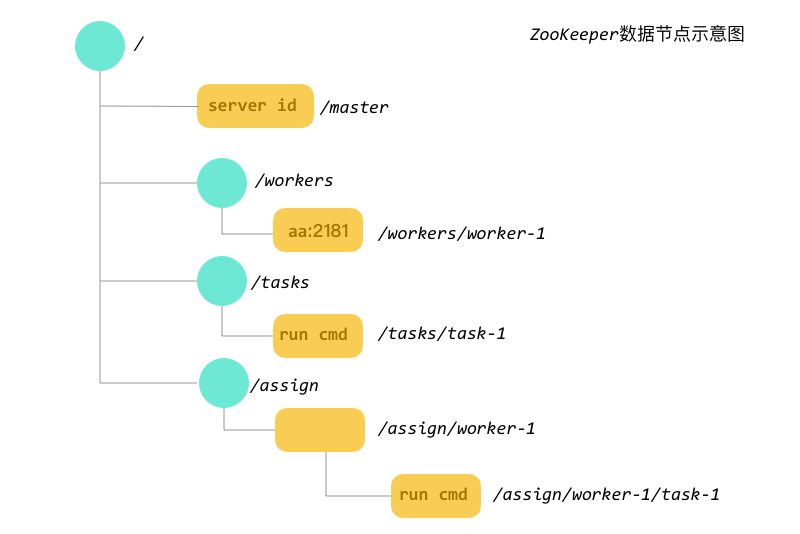 ZooKeeper数据节点示意图
/
server id
/master
/workers
aa:2181
/workers/worker-1
/tasks
run cmd
/tasks/task-1
/assign
/assign/worker-1
run cmd
/assign/worker-1/task-1